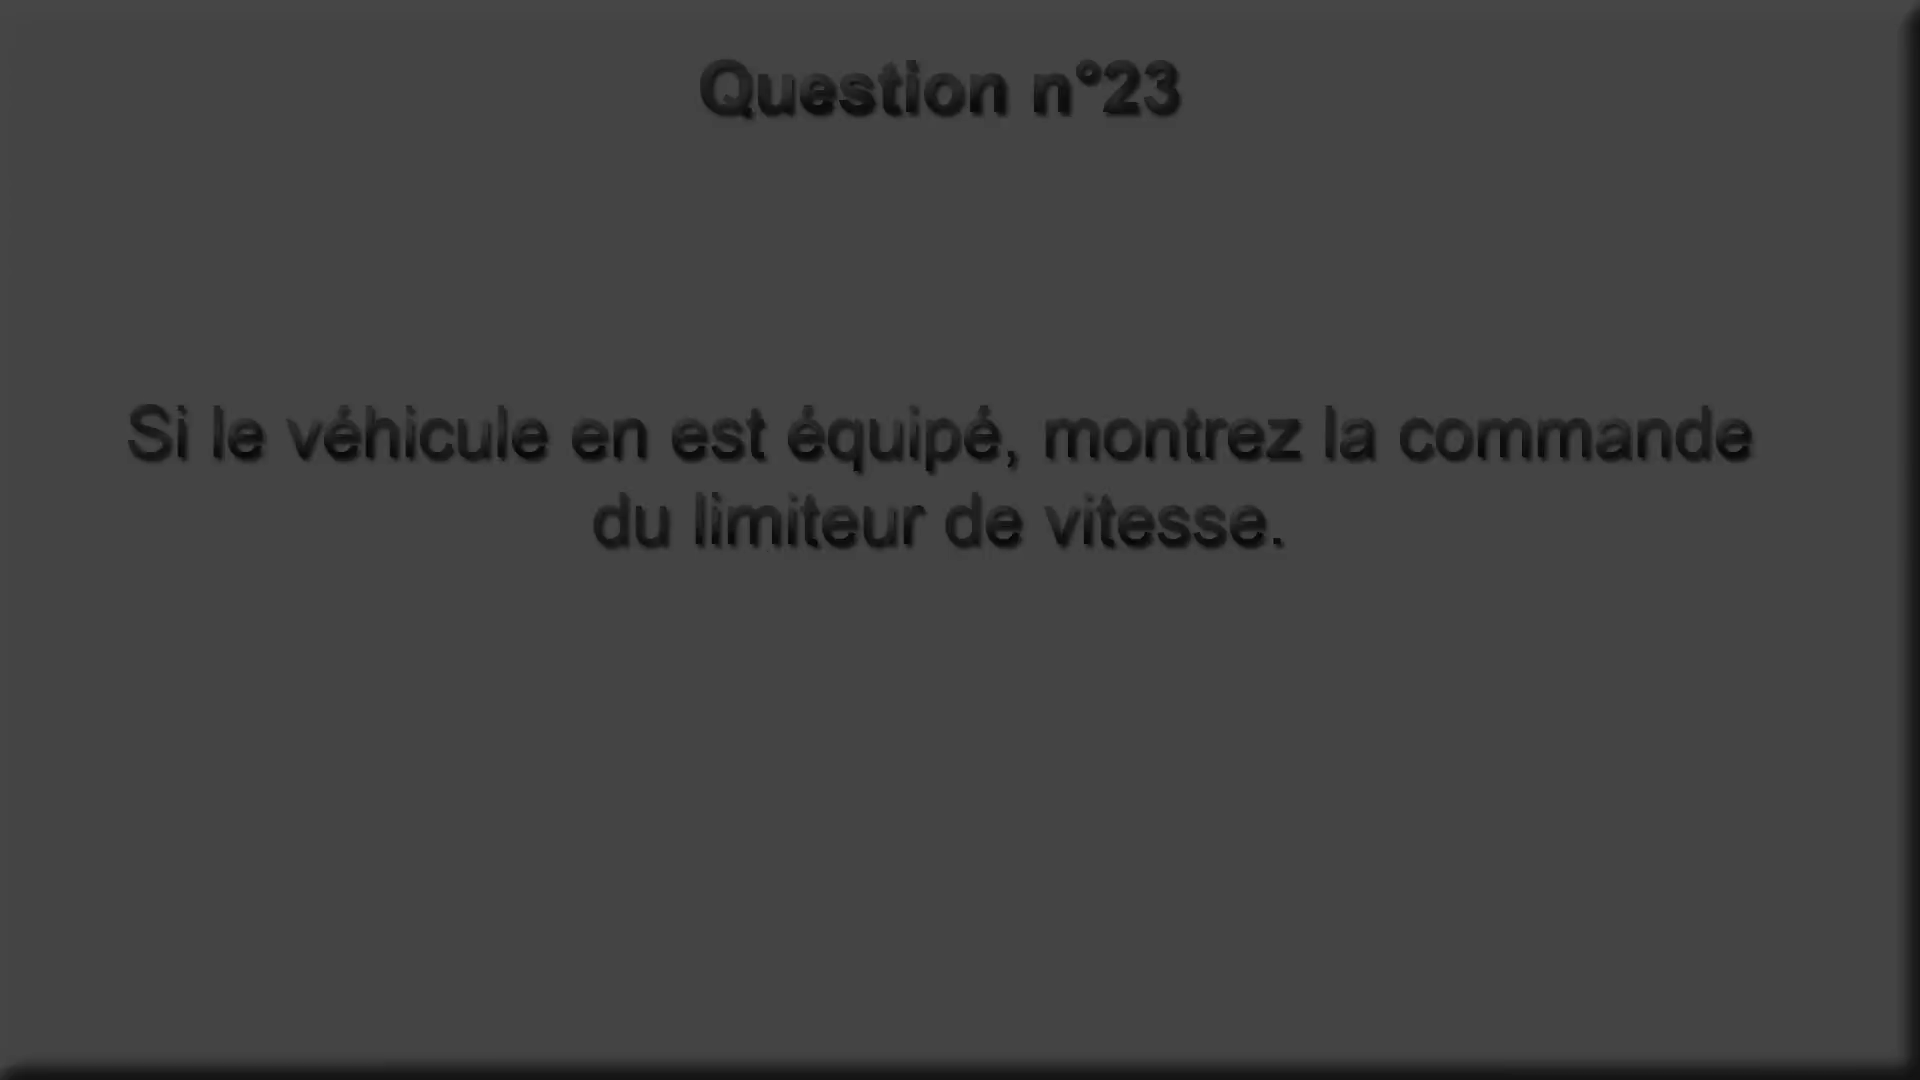 Question n°23
Si le véhicule en est équipé, montrez la commande
du limiteur de vitesse.